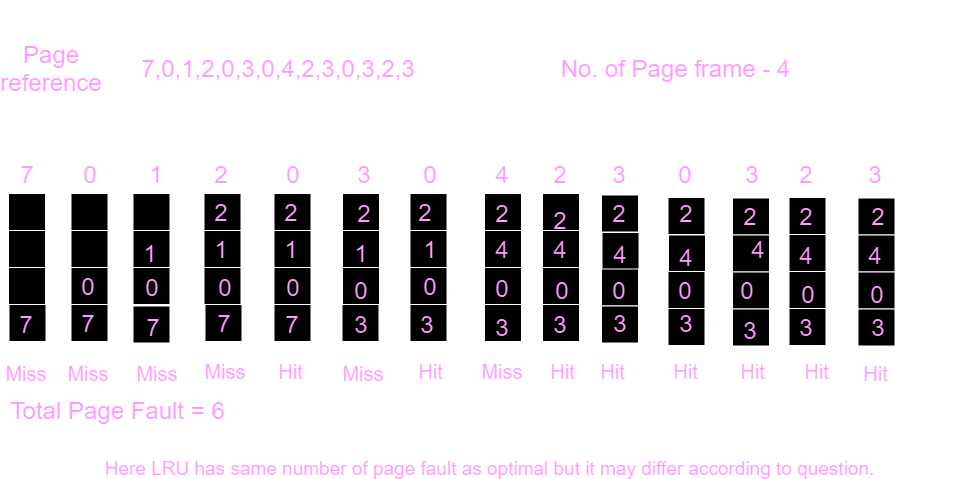 Page
reference
7,0,1,2,0,3,0,4,2,3,0,3,2,3
No. of Page frame - 4
7 0 1 2 0 3 0 4 2 3 0 3 2 3
2 2 2 2 2 2 2 2 2 2 2
1 1 1 1 1 4 4 4 4 4 4 4
0 0 0 0 0 0 0 0 0 0 0 0 0
7 7 7 7 7 3 3 3 3 3 3 3 3 3
Miss Miss Miss Miss Hit Miss Hit Miss Hit Hit Hit Hit Hit Hit
Total Page Fault = 6
Here LRU has same number of page fault as optimal but it may differ according to question.